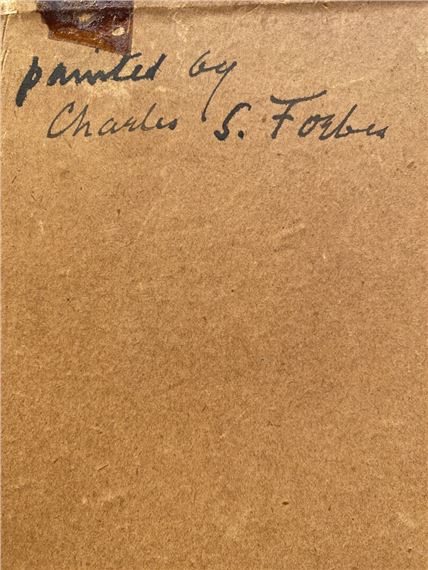 painted by
Charles S. Forbes